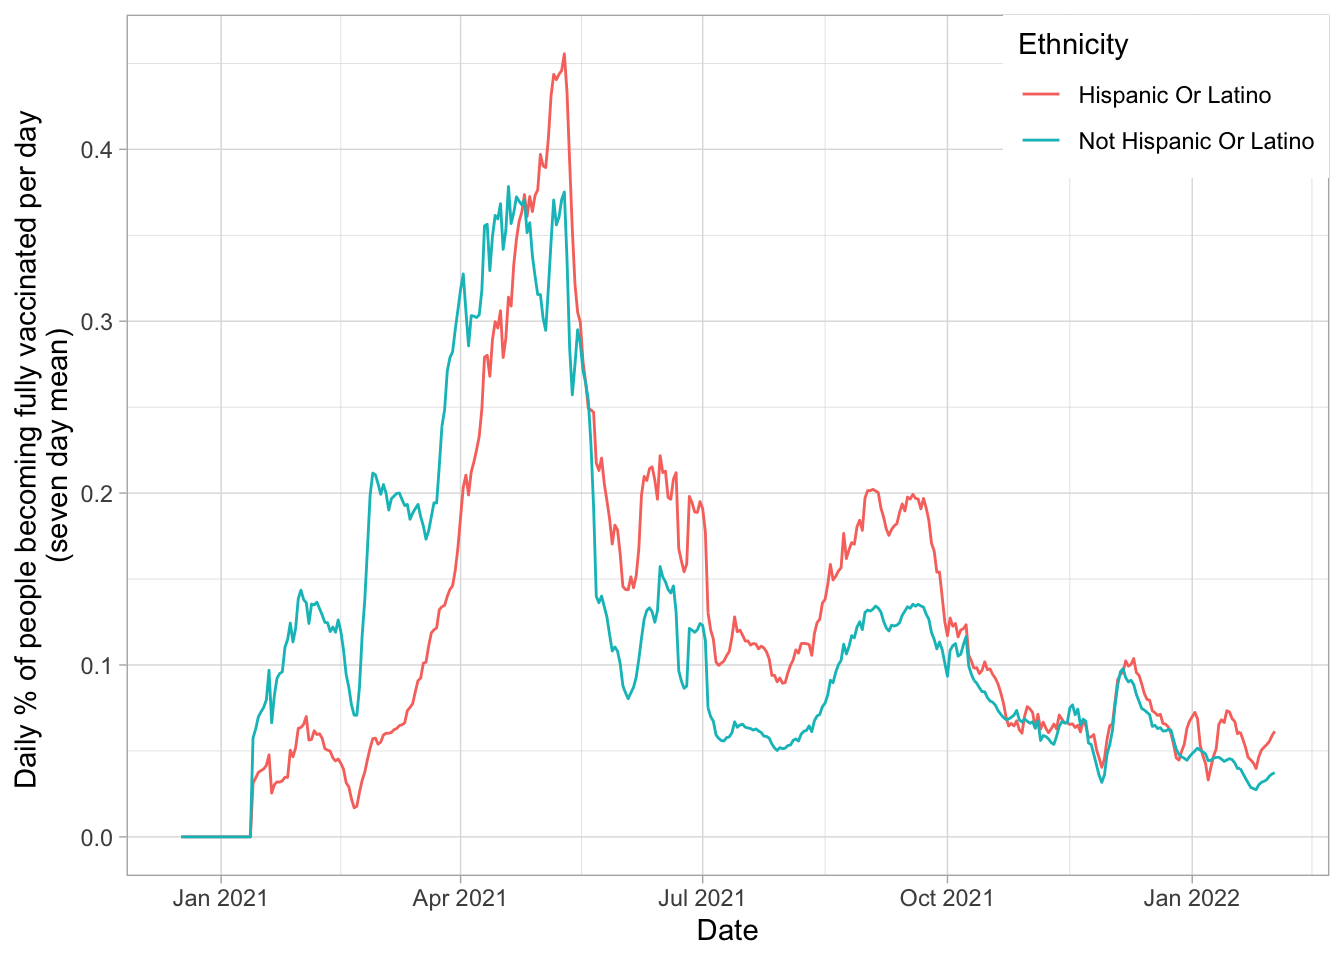 Ethnicity
Hispanic Or Latino
Not Hispanic Or Latino
Daily % of people becoming fully vaccinated per day
(seven day mean)
0.4
0.3
0.2
0.1
0.0
Jan 2021
Apr 2021
Jul 2021
Oct 2021
Jan 2022
Date